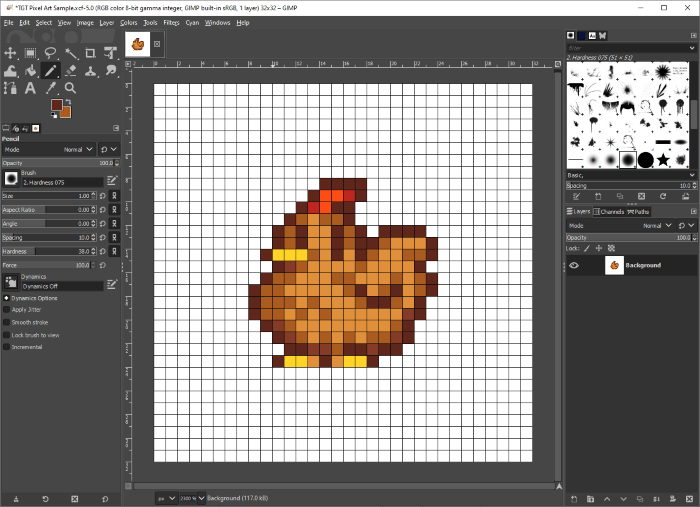 *TGT Pixel Art Sample.xcf-5.0 (RGB color 8-bit gamma integer, GIMP built-in sRGB, 1 layer) 32x32 – GIMP
File Edit Select View Image Layer Colors Tools Filters Cyan Windows Help
Pencil
Mode Normal
Opacity 100.0
Brush
2. Hardness 075
Size 1.00
Aspect Ratio 0.00
Angle 0.00
Spacing 10.0
Hardness 38.0
Force 100.0
Dynamics
Dynamics Off
Dynamics Options
Apply Jitter
Smooth stroke
Lock brush to view
Incremental
px 2500 % Background (117.0 kB)
filter
2. Hardness 075 (51 × 51)
Basic,
Spacing 10.0
Layers Channels Paths
Mode Normal
Opacity 100.0
Lock:
Background